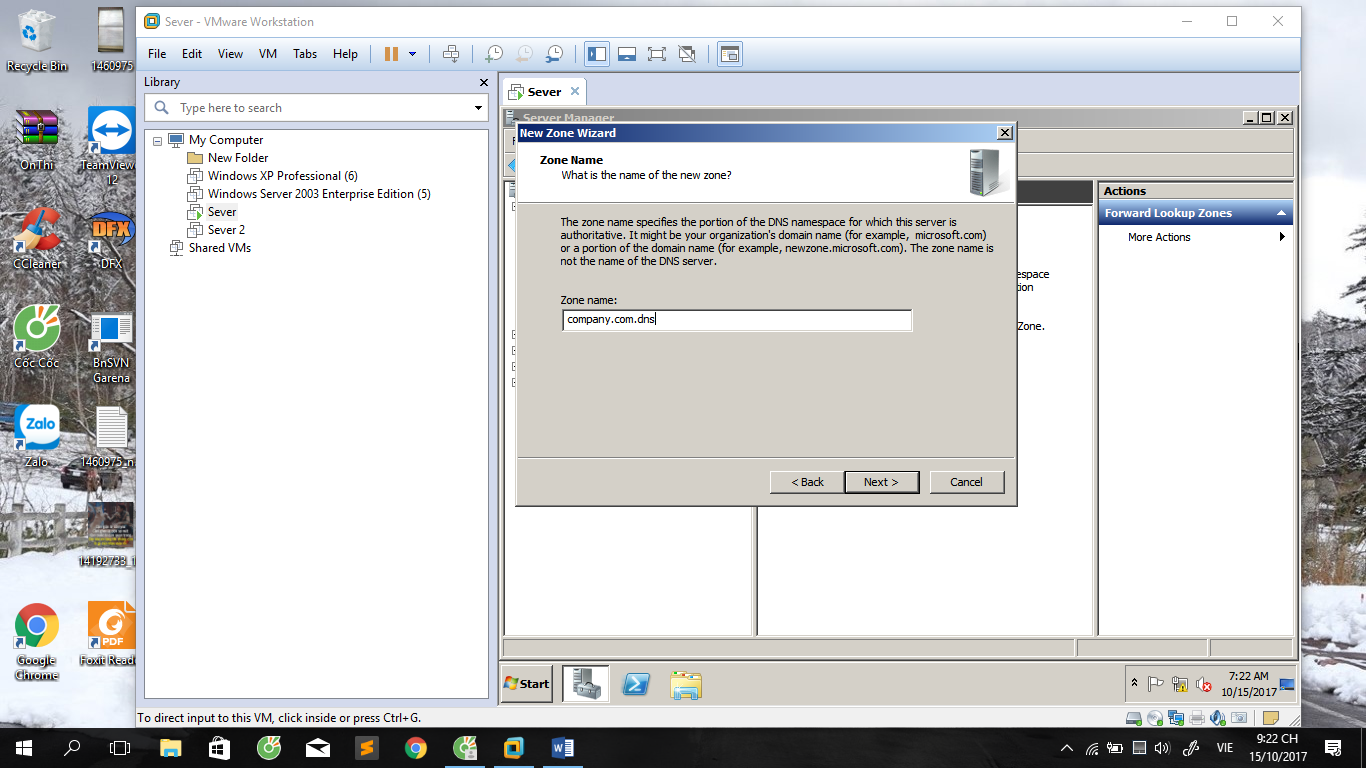 Recycle Bin
1460975
OnThi
TeamView
12
CCleaner
DFX
Cốc Cốc
BnSVN
Garena
Zalo
Zalo
1460975_n
14192733_1
Google
Chrome
PDF
Foxit Reade
Sever - VMware Workstation
File Edit View VM Tabs Help
Library
Type here to search
My Computer
New Folder
Windows XP Professional (6)
Windows Server 2003 Enterprise Edition (5)
Sever
Sever 2
Shared VMs
Sever
Server Manager
New Zone Wizard
Zone Name
What is the name of the new zone?
The zone name specifies the portion of the DNS namespace for which this server is
authoritative. It might be your organization's domain name (for example, microsoft.com)
or a portion of the domain name (for example, newzone.microsoft.com). The zone name is
not the name of the DNS server.
Zone name:
company.com.dns
< Back Next > Cancel
espace
Zone.
Actions
Forward Lookup Zones
More Actions
Start
7:22 AM
10/15/2017
To direct input to this VM, click inside or press Ctrl+G.
VIE
9:22 CH
15/10/2017